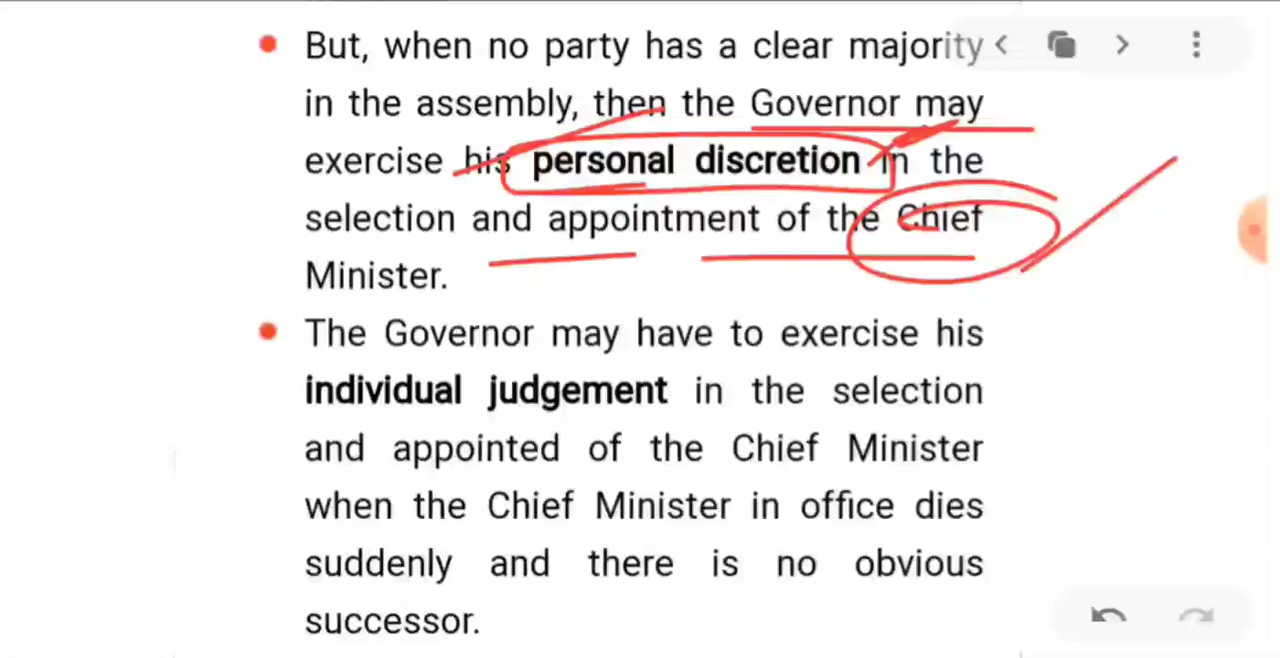 But, when no party has a clear majority
in the assembly, then the Governor may
exercise his personal discretion in the
selection and appointment of the Chief
Minister.
The Governor may have to exercise his
individual judgement in the selection
and appointed of the Chief Minister
when the Chief Minister in office dies
suddenly and there is no obvious
successor.